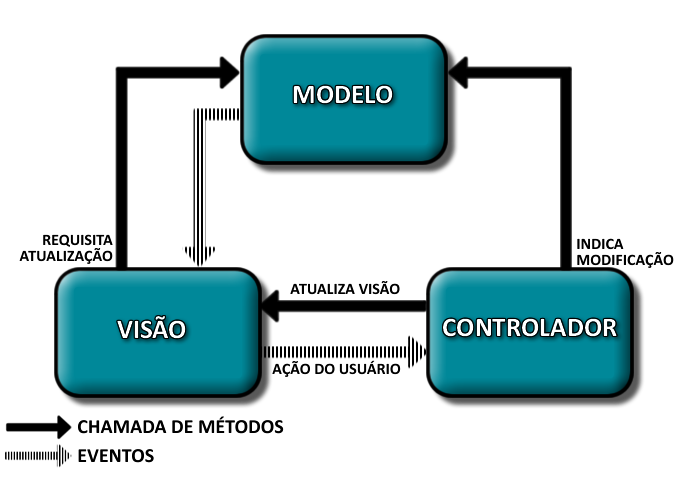 MODELO
REQUISITA
ATUALIZAÇÃO
INDICA
MODIFICAÇÃO
ATUALIZA VISÃO
VISÃO
CONTROLADOR
AÇÃO DO USUÁRIO
CHAMADA DE MÉTODOS
EVENTOS